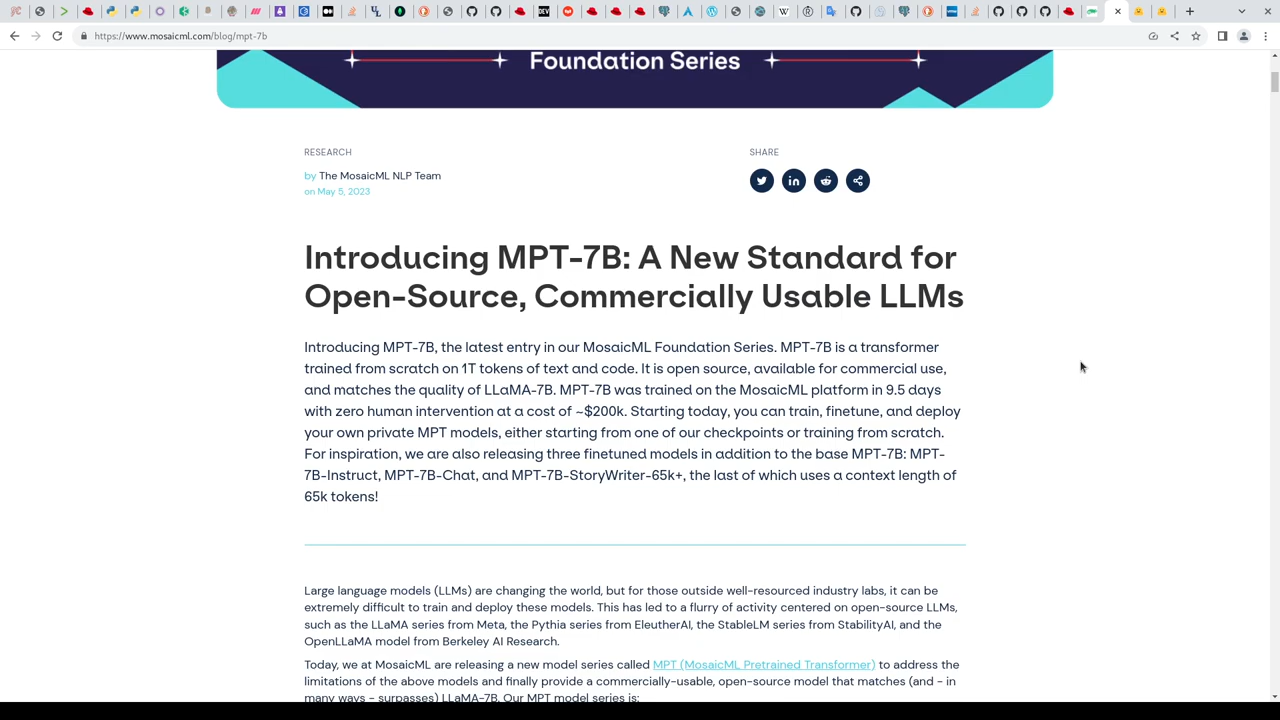 https://www.mosaicml.com/blog/mpt-7b
Foundation Series
RESEARCH
SHARE
by The MosaicML NLP Team
on May 5, 2023
Introducing MPT-7B: A New Standard for
Open-Source, Commercially Usable LLMs
Introducing MPT-7B, the latest entry in our MosaicML Foundation Series. MPT-7B is a transformer
trained from scratch on 1T tokens of text and code. It is open source, available for commercial use,
and matches the quality of LLaMA-7B. MPT-7B was trained on the MosaicML platform in 9.5 days
with zero human intervention at a cost of ~$200k. Starting today, you can train, finetune, and deploy
your own private MPT models, either starting from one of our checkpoints or training from scratch.
For inspiration, we are also releasing three finetuned models in addition to the base MPT-7B: MPT-
7B-Instruct, MPT-7B-Chat, and MPT-7B-StoryWriter-65k+, the last of which uses a context length of
65k tokens!
Large language models (LLMs) are changing the world, but for those outside well-resourced industry labs, it can be
extremely difficult to train and deploy these models. This has led to a flurry of activity centered on open-source LLMs,
such as the LLaMA series from Meta, the Pythia series from EleutherAI, the StableLM series from StabilityAI, and the
OpenLLaMA model from Berkeley AI Research.
Today, we at MosaicML are releasing a new model series called MPT (MosaicML Pretrained Transformer) to address the
limitations of the above models and finally provide a commercially-usable, open-source model that matches (and - in
many ways - surpasses) LLaMA-7B. Our MPT model series is: